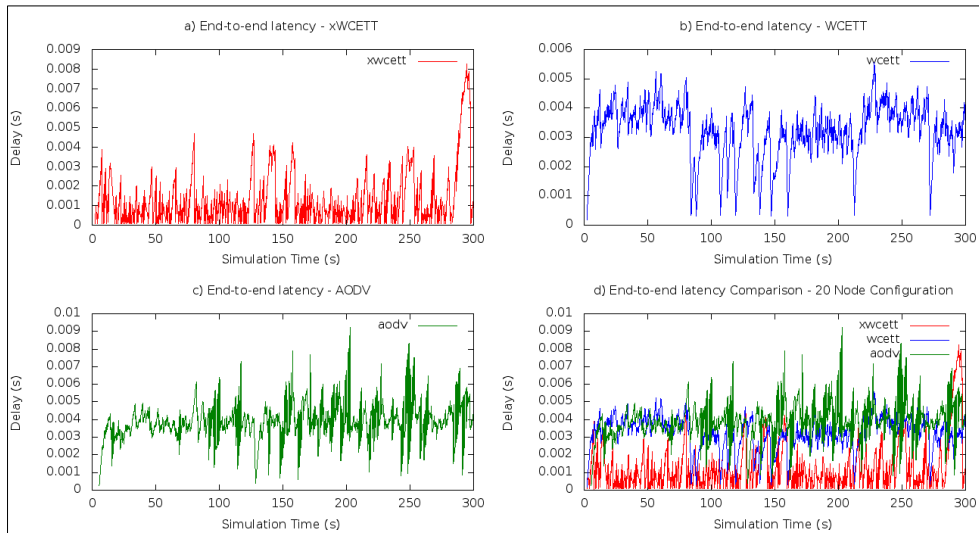 a) End-to-end latency - xWCETT
xwcett
Delay (s)
0.009
0.008
0.007
0.006
0.005
0.004
0.003
0.002
0.001
0
0 50 100 150 200 250 300
Simulation Time (s)
b) End-to-end latency - WCETT
wcett
Delay (s)
0.006
0.005
0.004
0.003
0.002
0.001
0
0 50 100 150 200 250 300
Simulation Time (s)
c) End-to-end latency - AODV
aodv
Delay (s)
0.01
0.009
0.008
0.007
0.006
0.005
0.004
0.003
0.002
0.001
0
0 50 100 150 200 250 300
Simulation Time (s)
d) End-to-end latency Comparison - 20 Node Configuration
xwcett
wcett
aodv
Delay (s)
0.01
0.009
0.008
0.007
0.006
0.005
0.004
0.003
0.002
0.001
0
0 50 100 150 200 250 300
Simulation Time (s)